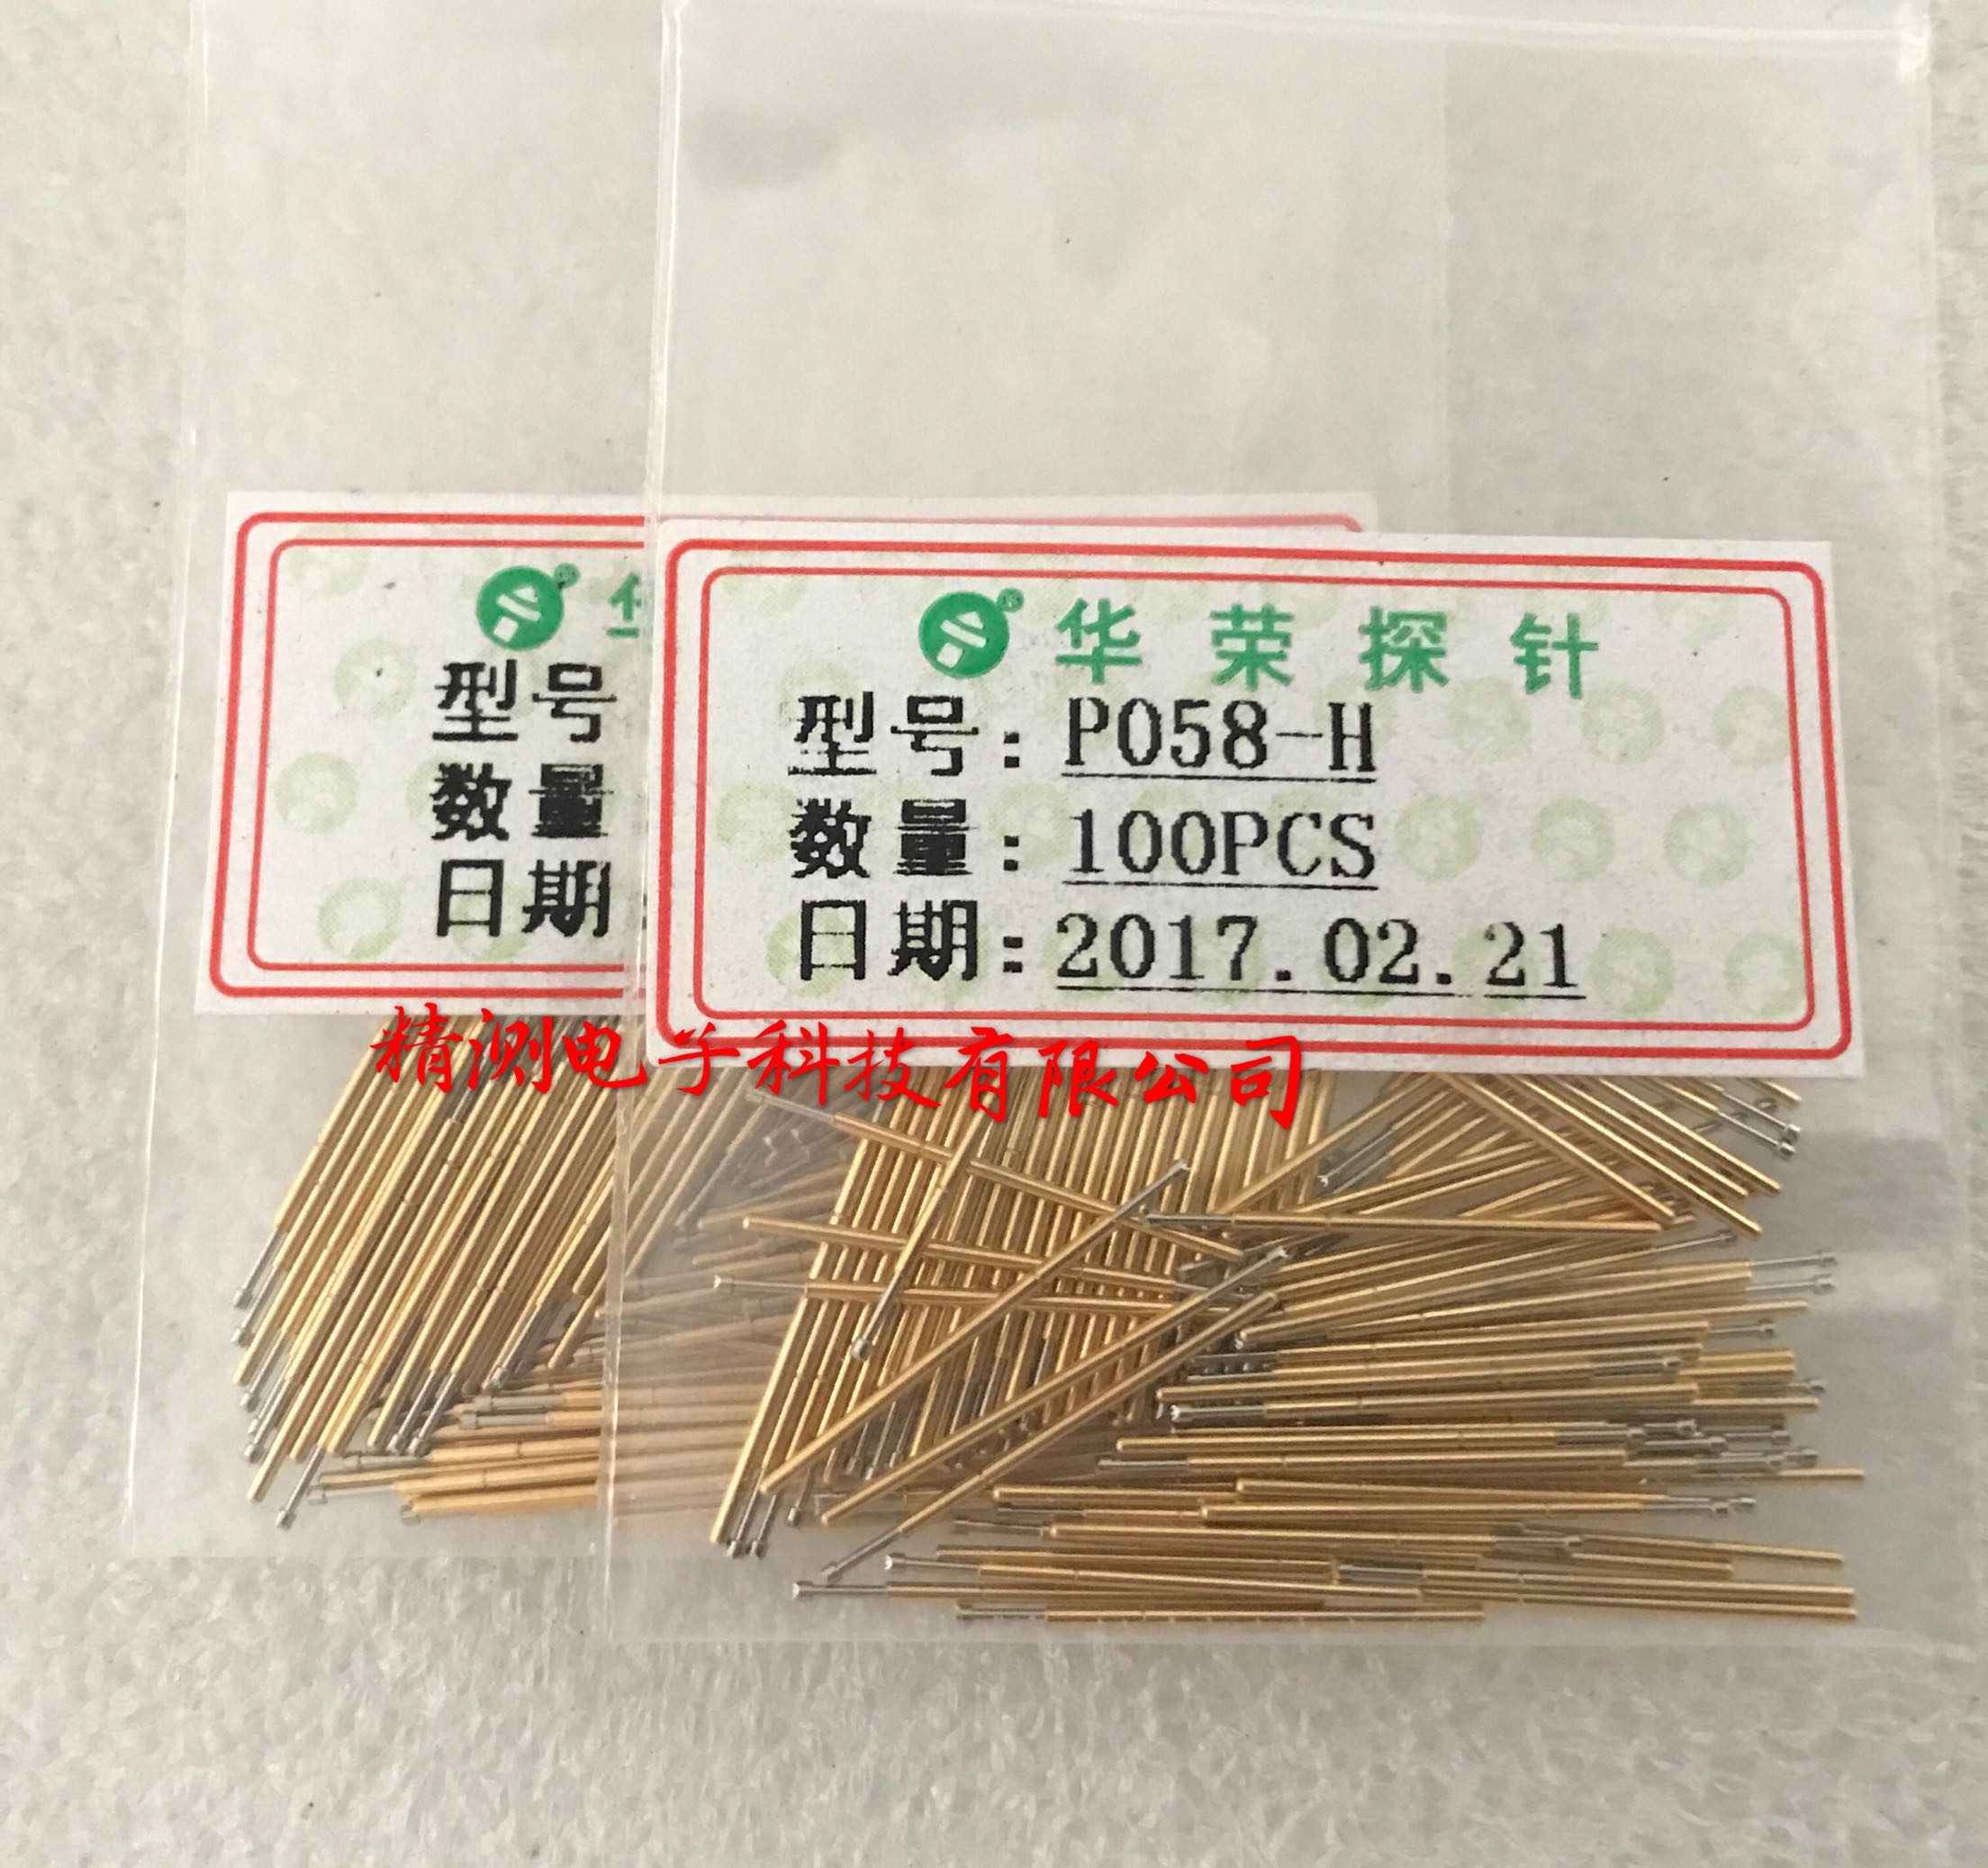 华
型号
数量
日期:
华荣探针
型号:P058-H
数量:100PCS
日期:2017.02.21
精测电子科技有限公司